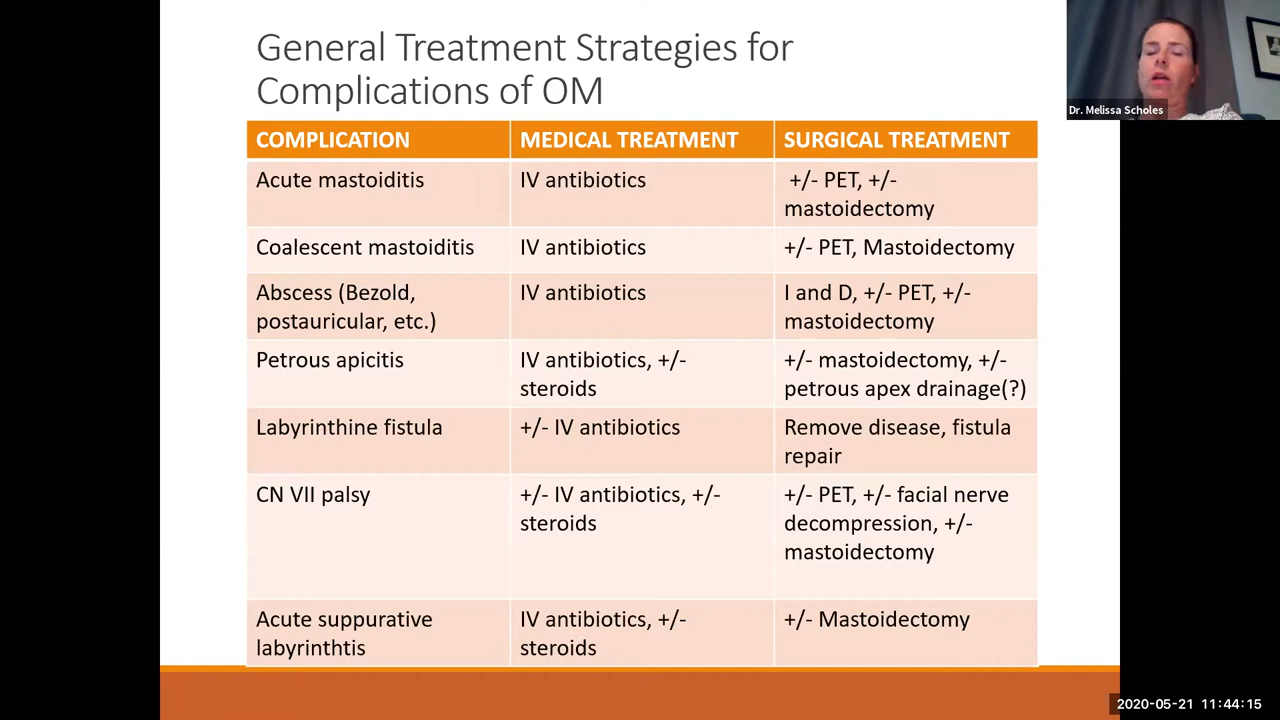 General Treatment Strategies for
Complications of OM
Dr. Melissa Scholes
COMPLICATION MEDICAL TREATMENT SURGICAL TREATMENT
Acute mastoiditis IV antibiotics +/- PET, +/-
mastoidectomy
Coalescent mastoiditis IV antibiotics +/- PET, Mastoidectomy
Abscess (Bezold, IV antibiotics I and D, +/- PET, +/-
postauricular, etc.) mastoidectomy
Petrous apicitis IV antibiotics, +/- +/- mastoidectomy, +/-
steroids petrous apex drainage(?)
Labyrinthine fistula +/- IV antibiotics Remove disease, fistula
repair
CN VII palsy +/- IV antibiotics, +/- +/- PET, +/- facial nerve
steroids decompression, +/-
mastoidectomy
Acute suppurative IV antibiotics, +/- +/- Mastoidectomy
labyrinthtis steroids
2020-05-21 11:44:15